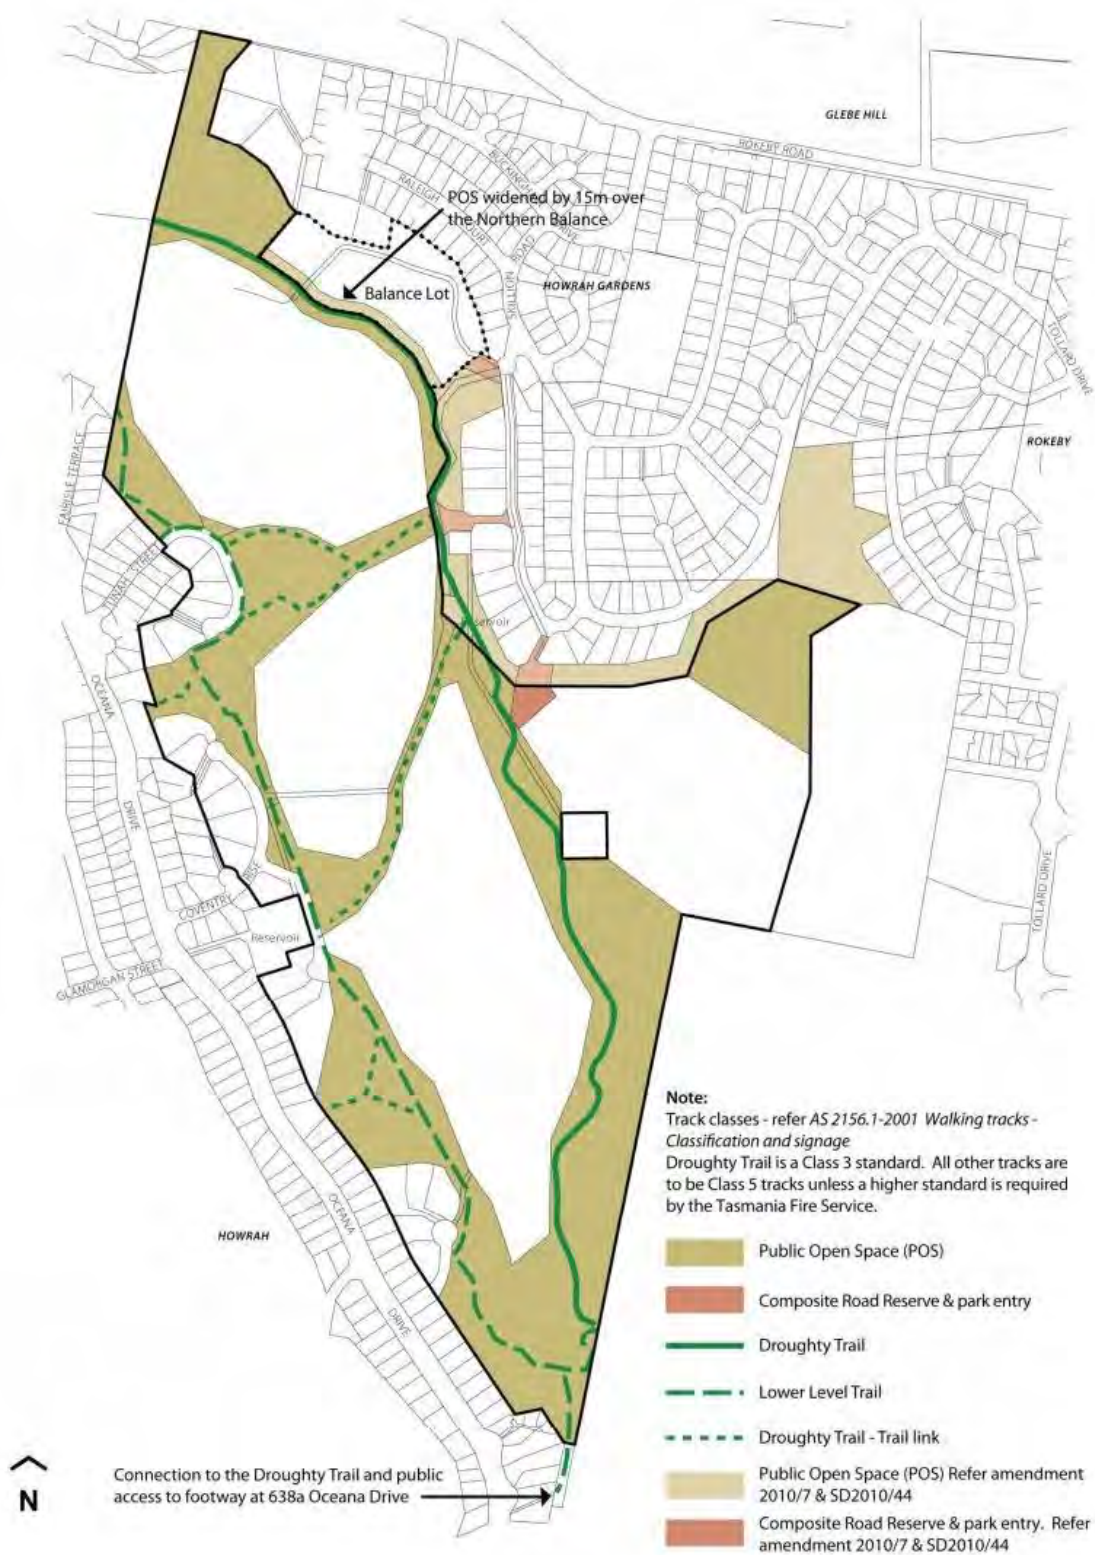 GLEBE HILL
ROKEBY ROAD
BUCKINGHAM DRIVE
RALEIGH COURT
POS widened by 15m over
the Northern Balance
SKILLION ROAD
HOWRAH GARDENS
Balance Lot
TOLLARD DRIVE
ROKEBY
FAIRISLE TERRACE
TUNAH STREET
Reservoir
OCEANA
DRIVE
COVENTRY RISE
Reservoir
GLAMORGAN STREET
TOLLARD DRIVE
Note:
Track classes - refer AS 2156.1-2001 Walking tracks -
Classification and signage
Droughty Trail is a Class 3 standard. All other tracks are
to be Class 5 tracks unless a higher standard is required
by the Tasmania Fire Service.
OCEANA
HOWRAH
DRIVE
Public Open Space (POS)
Composite Road Reserve & park entry
Droughty Trail
Lower Level Trail
Droughty Trail - Trail link
Public Open Space (POS) Refer amendment
2010/7 & SD2010/44
Composite Road Reserve & park entry. Refer
amendment 2010/7 & SD2010/44
N
Connection to the Droughty Trail and public
access to footway at 638a Oceana Drive